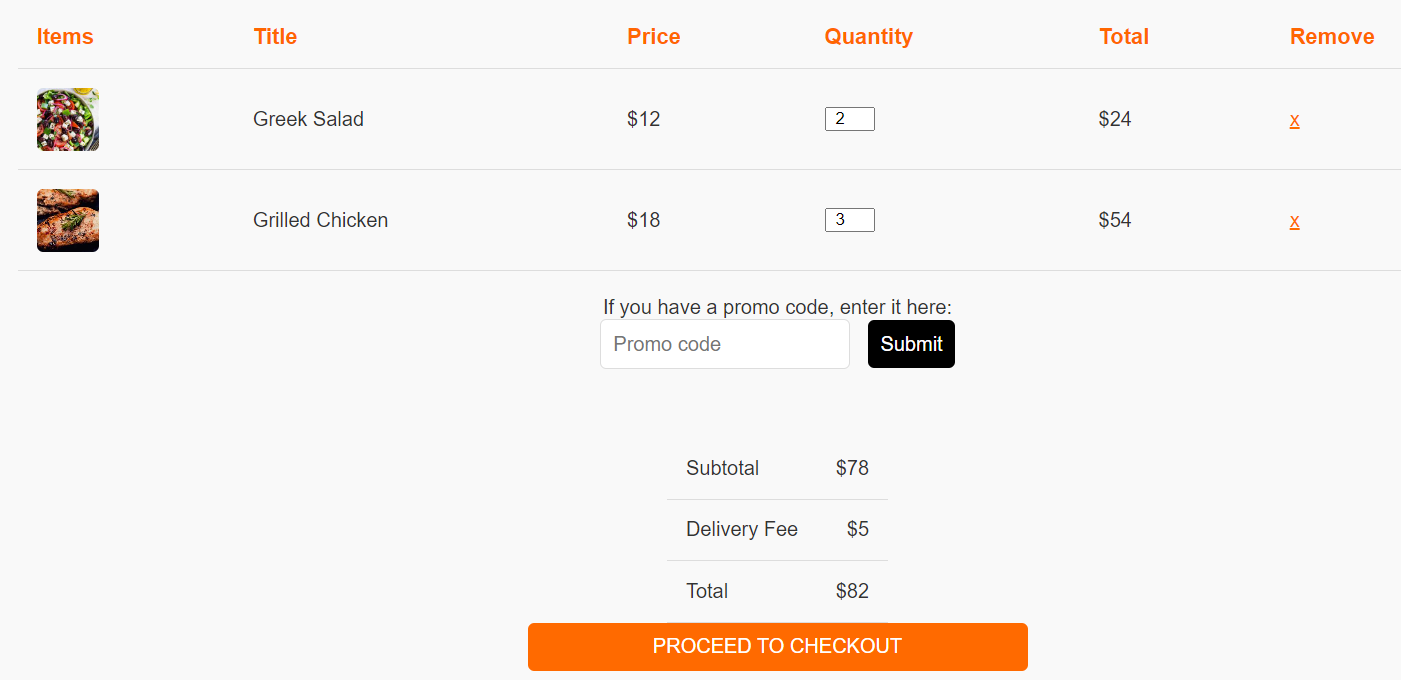 Items Title Price Quantity Total Remove
Greek Salad $12 2 $24 x
Grilled Chicken $18 3 $54 x
If you have a promo code, enter it here:
Promo code Submit
Subtotal $78
Delivery Fee $5
Total $82
PROCEED TO CHECKOUT